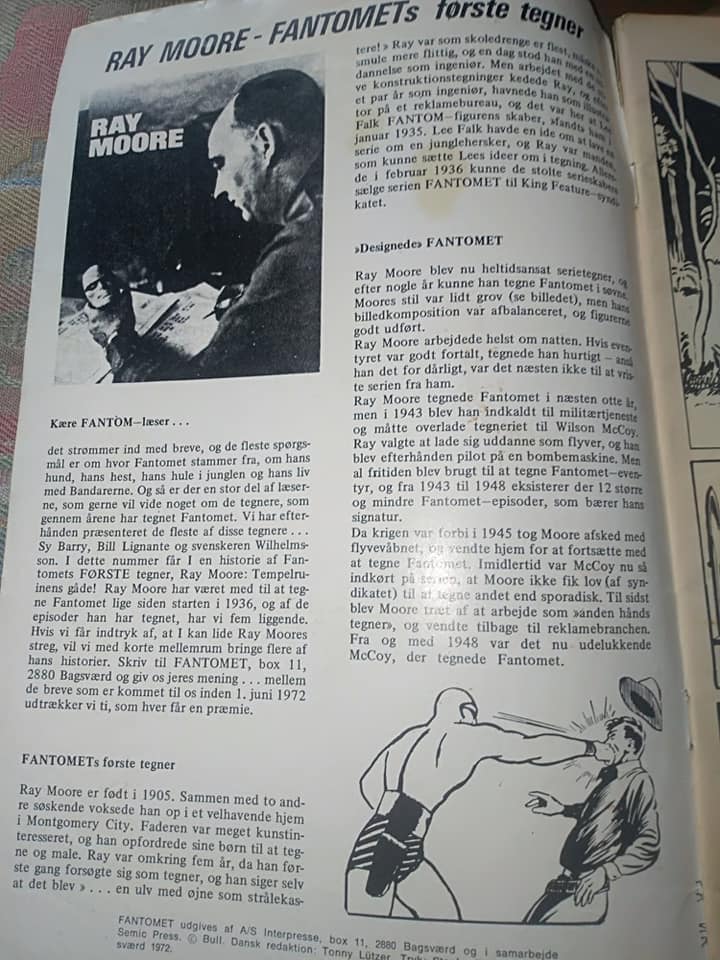 RAY MOORE - FANTOMETs første tegner
RAY
MOORE
Kære FANTOM—læser . . .
det strømmer ind med breve, og de fleste spørgs-
mål er om hvor Fantomet stammer fra, om hans
hund, hans hest, hans hule i junglen og hans liv
med Bandarerne. Og så er der en stor del af læser-
ne, som gerne vil vide noget om de tegnere, som
gennem årene har tegnet Fantomet. Vi har efter-
hånden præsenteret de fleste af disse tegnere . . .
Sy Barry, Bill Lignante og svenskeren Wilhelms-
son. I dette nummer får I en historie af Fan-
tomets FØRSTE tegner, Ray Moore: Tempelru-
inens gåde! Ray Moore har været med til at teg-
ne Fantomet lige siden starten i 1936, og af de
episoder han har tegnet, har vi fem liggende.
Hvis vi får indtryk af, at I kan lide Ray Moores
streg, vil vi med korte mellemrum bringe flere af
hans historier. Skriv til FANTOMET, box 11,
2880 Bagsværd og giv os jeres mening . . . mellem
de breve som er kommet til os inden 1. juni 1972
udtrækker vi ti, som hver får en præmie.
FANTOMETs første tegner
Ray Moore er født i 1905. Sammen med to and-
re søskende voksede han op i et velhavende hjem
i Montgomery City. Faderen var meget kunstin-
teresseret, og han opfordrede sine børn til at teg-
ne og male. Ray var omkring fem år, da han før-
ste gang forsøgte sig som tegner, og han siger selv
at det blev » . . . en ulv med øjne som strålekas-
tere! » Ray var som skoledrenge er flest,
smule mere flittig, og en dag stod han med en
dannelse som ingeniør. Men arbejdet med de
ve konstruktionstegninger kedede Ray, og efter
et par år som ingeniør, havnede han som
tor på et reklamebureau, og det var her at Lee
Falk FANTOM—figurens skaber, »fandt» ham i
januar 1935. Lee Falk havde en ide om at lave en
serie om en junglehersker, og Ray var manden,
som kunne sætte Lees ideer om i tegning. Alle
de i februar 1936 kunne de stolte serieskabere
sælge serien FANTOMET til King Feature—syndi-
katet.
»Designede» FANTOMET
Ray Moore blev nu heltidsansat serietegner, og
efter nogle år kunne han tegne Fantomet i søvne.
Moores stil var lidt grov (se billedet), men hans
billedkomposition var afbalanceret, og figurerne
godt udført.
Ray Moore arbejdede helst om natten. Hvis even-
tyret var godt fortalt, tegnede han hurtigt — anså
han det for dårligt, var det næsten ikke til at vris-
te serien fra ham.
Ray Moore tegnede Fantomet i næsten otte år,
men i 1943 blev han indkaldt til militærtjeneste
og måtte overlade tegneriet til Wilson McCoy.
Ray valgte at lade sig uddanne som flyver, og han
blev efterhånden pilot på en bombemaskine. Men
al fritiden blev brugt til at tegne Fantomet—even-
tyr, og fra 1943 til 1948 eksisterer der 12 større
og mindre Fantomet—episoder, som bærer hans
signatur.
Da krigen var forbi i 1945 tog Moore afsked med
flyvevåbnet, og vendte hjem for at fortsætte med
at tegne Fantomet. Imidlertid var McCoy nu så
indkørt på serien, at Moore ikke fik lov (af syn-
dikatet) til at tegne andet end sporadisk. Til sidst
blev Moore træt af at arbejde som »anden hånds
tegner», og vendte tilbage til reklamebranchen.
Fra og med 1948 var det nu udelukkende
McCoy, der tegnede Fantomet.
FANTOMET udgives af A/S Interpresse, box 11, 2880 Bagsværd og i samarbejde
Semic Press. © Bull. Dansk redaktion: Tonny Lützer.
sværd 1972.